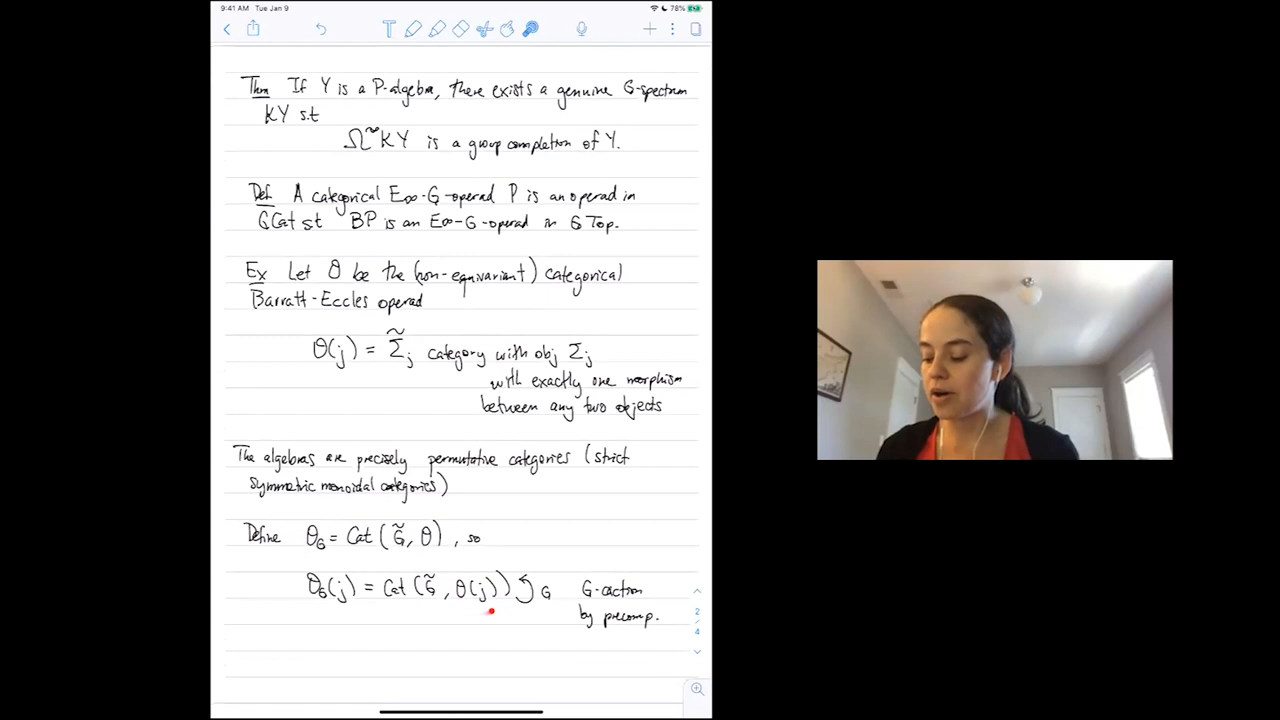 9:41 AM Tue Jan 9
78%
Thm If Y is a P-algebra, there exists a genuine G-spectrum
KY s.t
Ω^∞ KY is a group completion of Y.
Def A categorical E∞-G-operad P is an operad in
GCat st BP is an E∞-G-operad in G Top.
Ex Let O be the (non-equivariant) categorical
Barratt-Eccles operad
O(j) = Σ̃_j category with obj Σ_j
with exactly one morphism
between any two objects
The algebras are precisely permutative categories (strict
symmetric monoidal categories)
Define O_G = Cat(G̃, O), so
O_G(j) = Cat(G̃, O(j)) ↺ G G-action
by precomp.
2
/
4